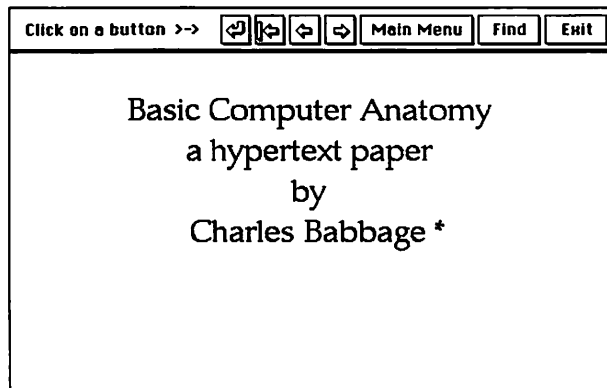 Click on a button >-> Main Menu Find Exit
Basic Computer Anatomy
a hypertext paper
by
Charles Babbage *